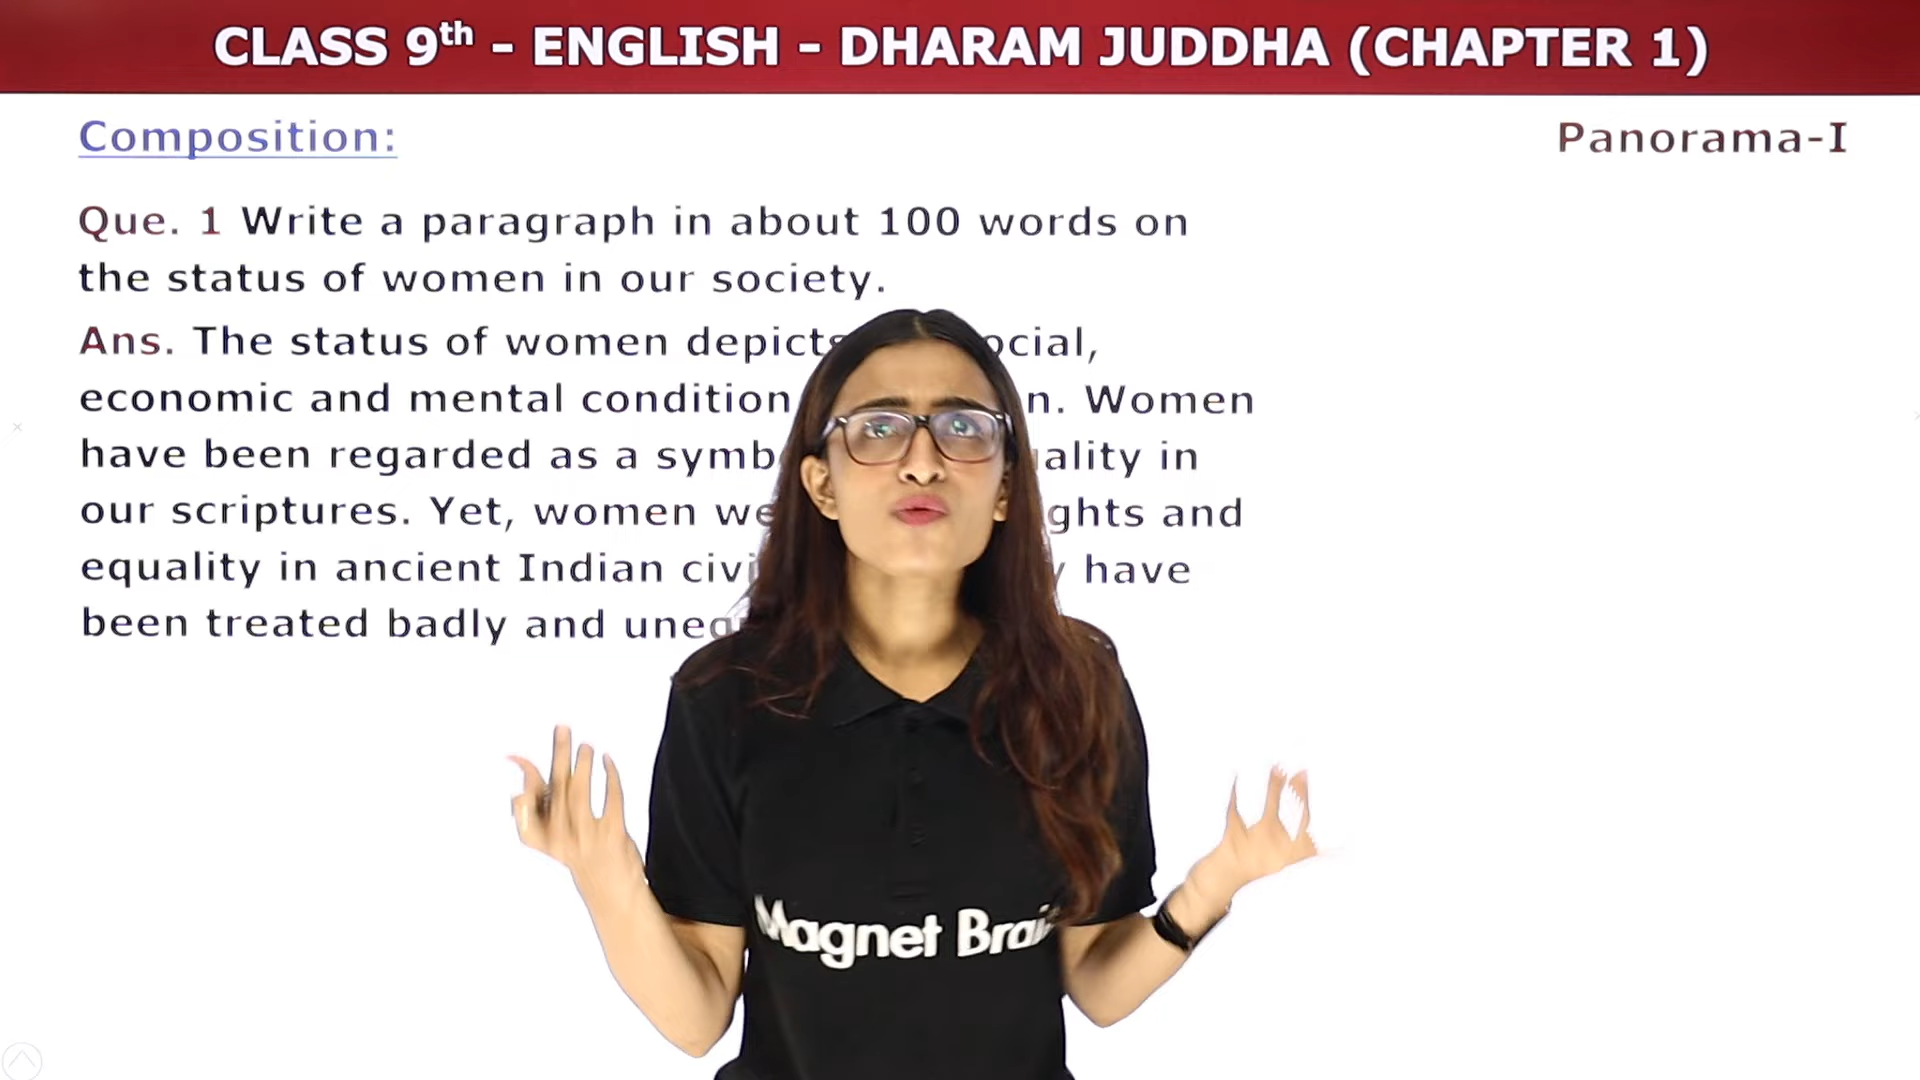 CLASS 9th - ENGLISH - DHARAM JUDDHA (CHAPTER 1)
Composition:
Panorama-I
Que. 1 Write a paragraph in about 100 words on
the status of women in our society.
Ans. The status of women depicts social,
economic and mental condition n. Women
have been regarded as a symb ality in
our scriptures. Yet, women we ghts and
equality in ancient Indian civi y have
been treated badly and uneq
Magnet Brai